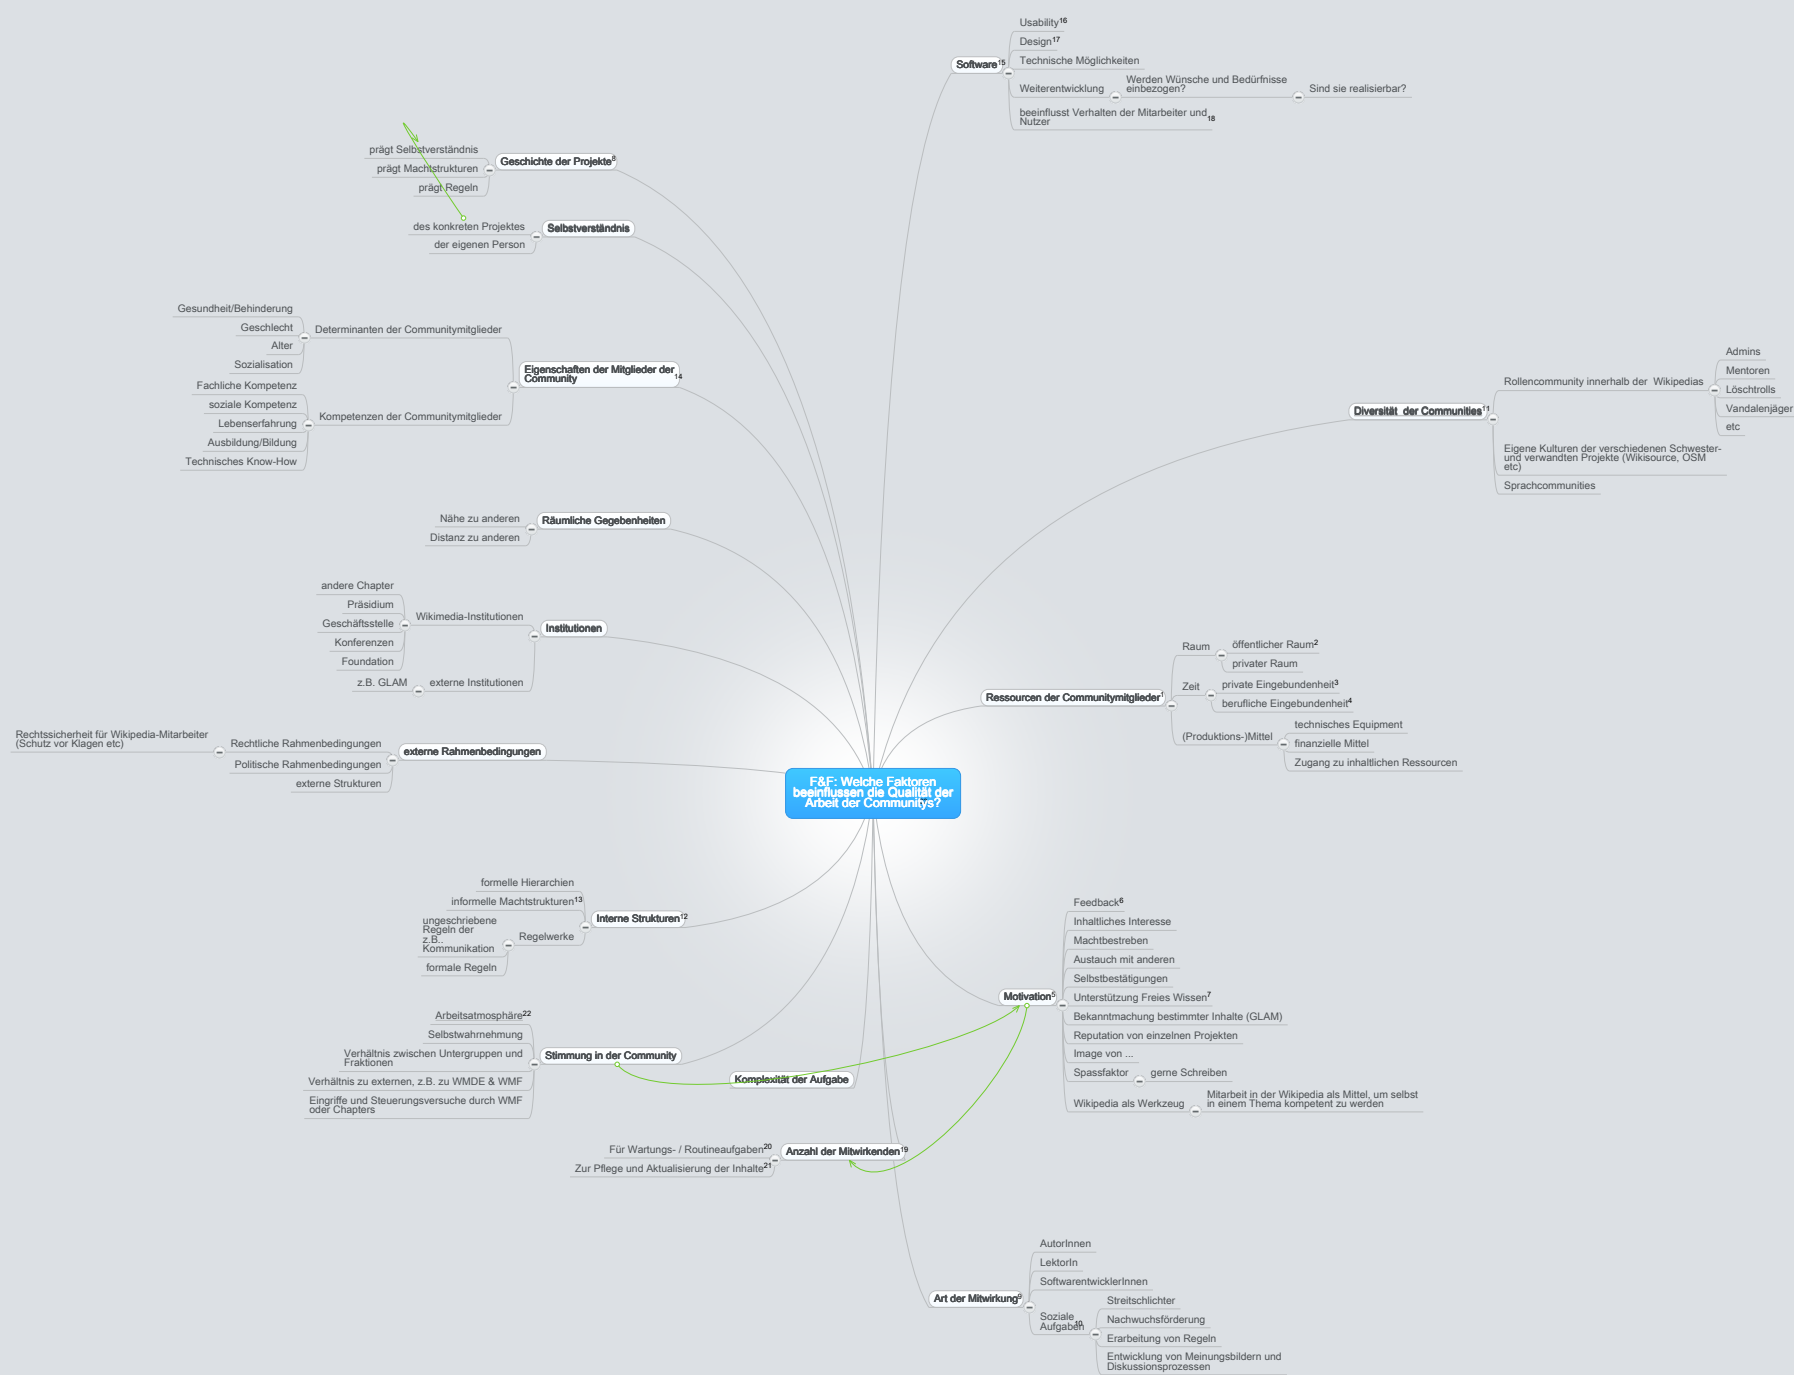 F&F: Welche Faktoren
beeinflussen die Qualität der
Arbeit der Communitys?
Software15
Usability16
Design17
Technische Möglichkeiten
Weiterentwicklung
Werden Wünsche und Bedürfnisse
einbezogen?
Sind sie realisierbar?
beeinflusst Verhalten der Mitarbeiter und
Nutzer 18
Diversität der Communities11
Rollencommunity innerhalb der Wikipedias
Admins
Mentoren
Löschtrolls
Vandalenjäger
etc
Eigene Kulturen der verschiedenen Schwester-
und verwandten Projekte (Wikisource, OSM
etc)
Sprachcommunities
Ressourcen der Communitymitglieder1
Raum
öffentlicher Raum2
privater Raum
Zeit
private Eingebundenheit3
berufliche Eingebundenheit4
(Produktions-)Mittel
technisches Equipment
finanzielle Mittel
Zugang zu inhaltlichen Ressourcen
Motivation5
Feedback6
Inhaltliches Interesse
Machtbestreben
Austauch mit anderen
Selbstbestätigungen
Unterstützung Freies Wissen7
Bekanntmachung bestimmter Inhalte (GLAM)
Reputation von einzelnen Projekten
Image von ...
Spassfaktor
gerne Schreiben
Wikipedia als Werkzeug
Mitarbeit in der Wikipedia als Mittel, um selbst
in einem Thema kompetent zu werden
Art der Mitwirkung9
AutorInnen
LektorIn
SoftwarentwicklerInnen
Soziale
Aufgaben10
Streitschlichter
Nachwuchsförderung
Erarbeitung von Regeln
Entwicklung von Meinungsbildern und
Diskussionsprozessen
Geschichte der Projekte8
prägt Selbstverständnis
prägt Machtstrukturen
prägt Regeln
Selbstverständnis
des konkreten Projektes
der eigenen Person
Eigenschaften der Mitglieder der
Community 14
Determinanten der Communitymitglieder
Gesundheit/Behinderung
Geschlecht
Alter
Sozialisation
Kompetenzen der Communitymitglieder
Fachliche Kompetenz
soziale Kompetenz
Lebenserfahrung
Ausbildung/Bildung
Technisches Know-How
Räumliche Gegebenheiten
Nähe zu anderen
Distanz zu anderen
Institutionen
Wikimedia-Institutionen
andere Chapter
Präsidium
Geschäftsstelle
Konferenzen
Foundation
externe Institutionen
z.B. GLAM
externe Rahmenbedingungen
Rechtliche Rahmenbedingungen
Rechtssicherheit für Wikipedia-Mitarbeiter
(Schutz vor Klagen etc)
Politische Rahmenbedingungen
externe Strukturen
Interne Strukturen12
formelle Hierarchien
informelle Machtstrukturen13
Regelwerke
ungeschriebene
Regeln der
z.B..
Kommunikation
formale Regeln
Stimmung in der Community
Arbeitsatmosphäre22
Selbstwahrnehmung
Verhältnis zwischen Untergruppen und
Fraktionen
Verhältnis zu externen, z.B. zu WMDE & WMF
Eingriffe und Steuerungsversuche durch WMF
oder Chapters
Komplexität der Aufgabe
Anzahl der Mitwirkenden19
Für Wartungs- / Routineaufgaben20
Zur Pflege und Aktualisierung der Inhalte21